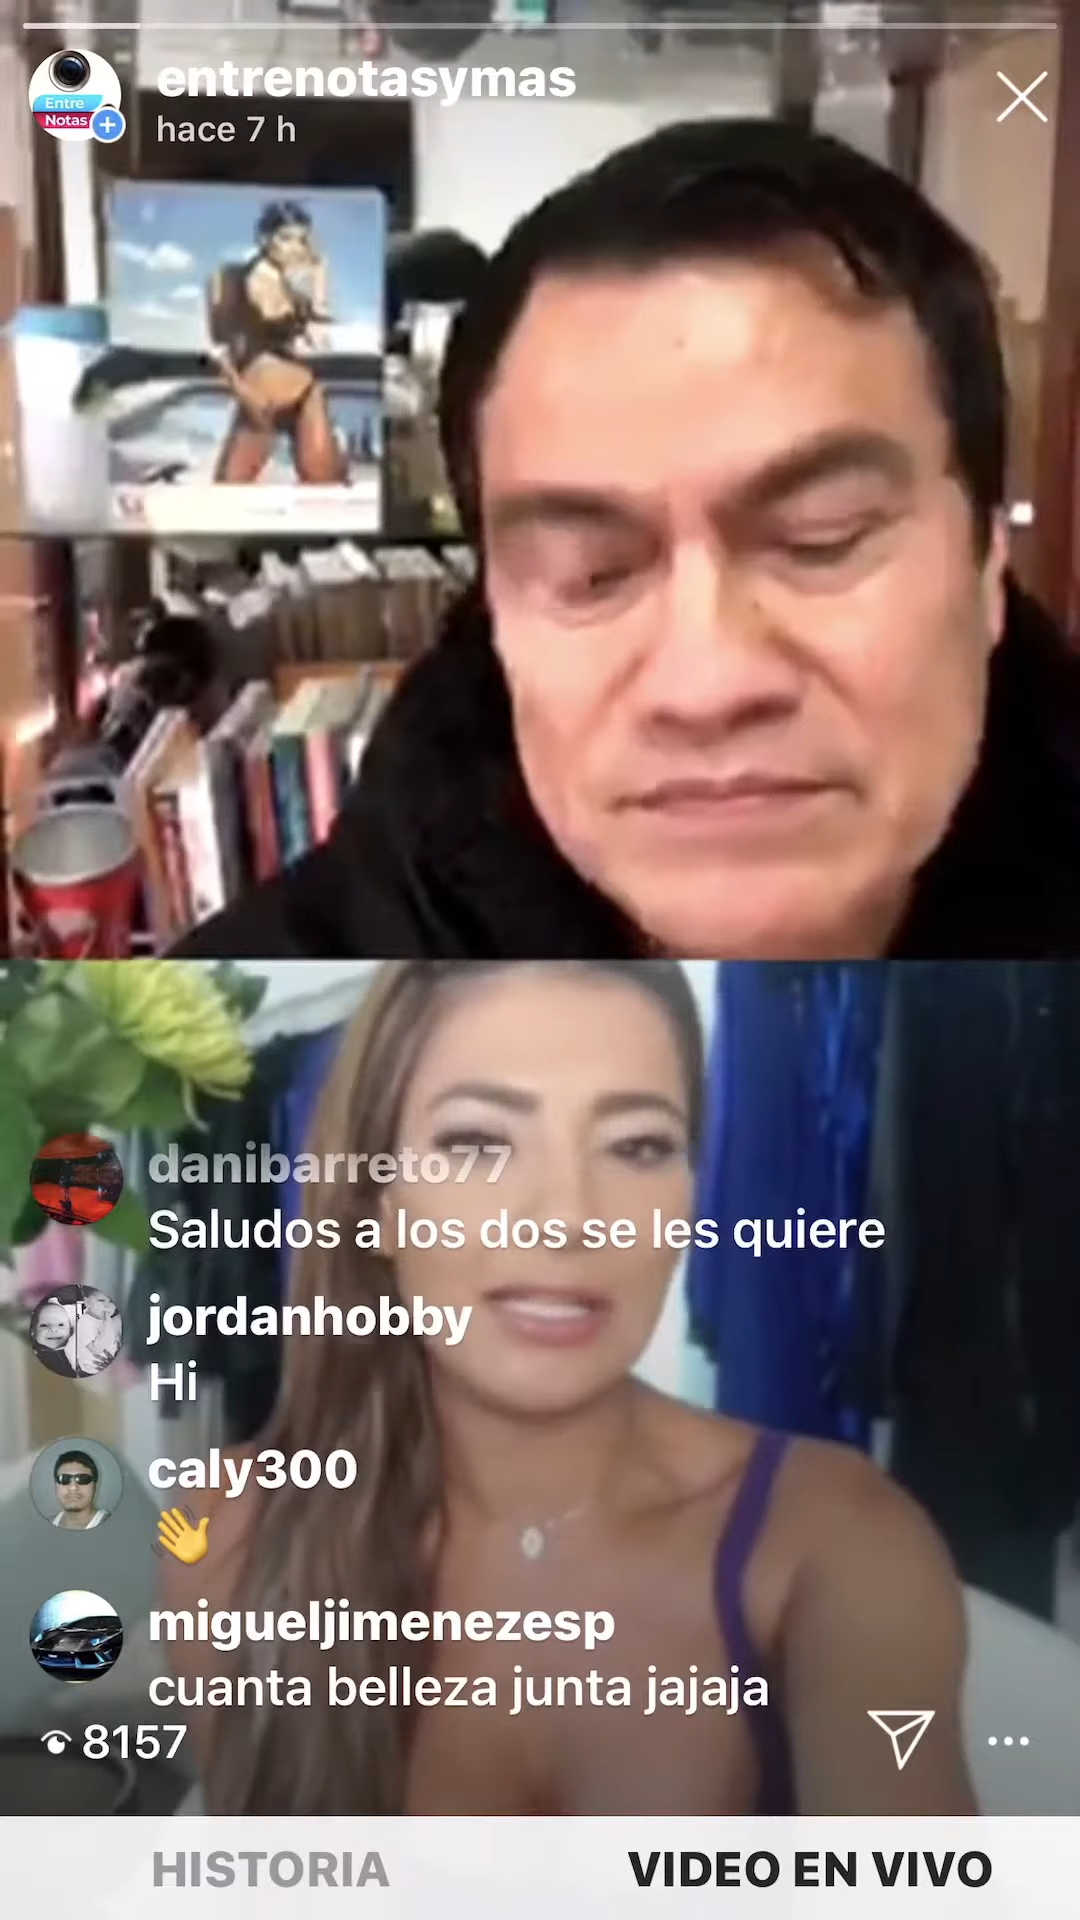 Entre
Notas
entrenotasymas
hace 7 h
danibarreto77
Saludos a los dos se les quiere
jordanhobby
Hi
caly300
👋
migueljimenezesp
cuanta belleza junta jajaja
8157
HISTORIA
VIDEO EN VIVO